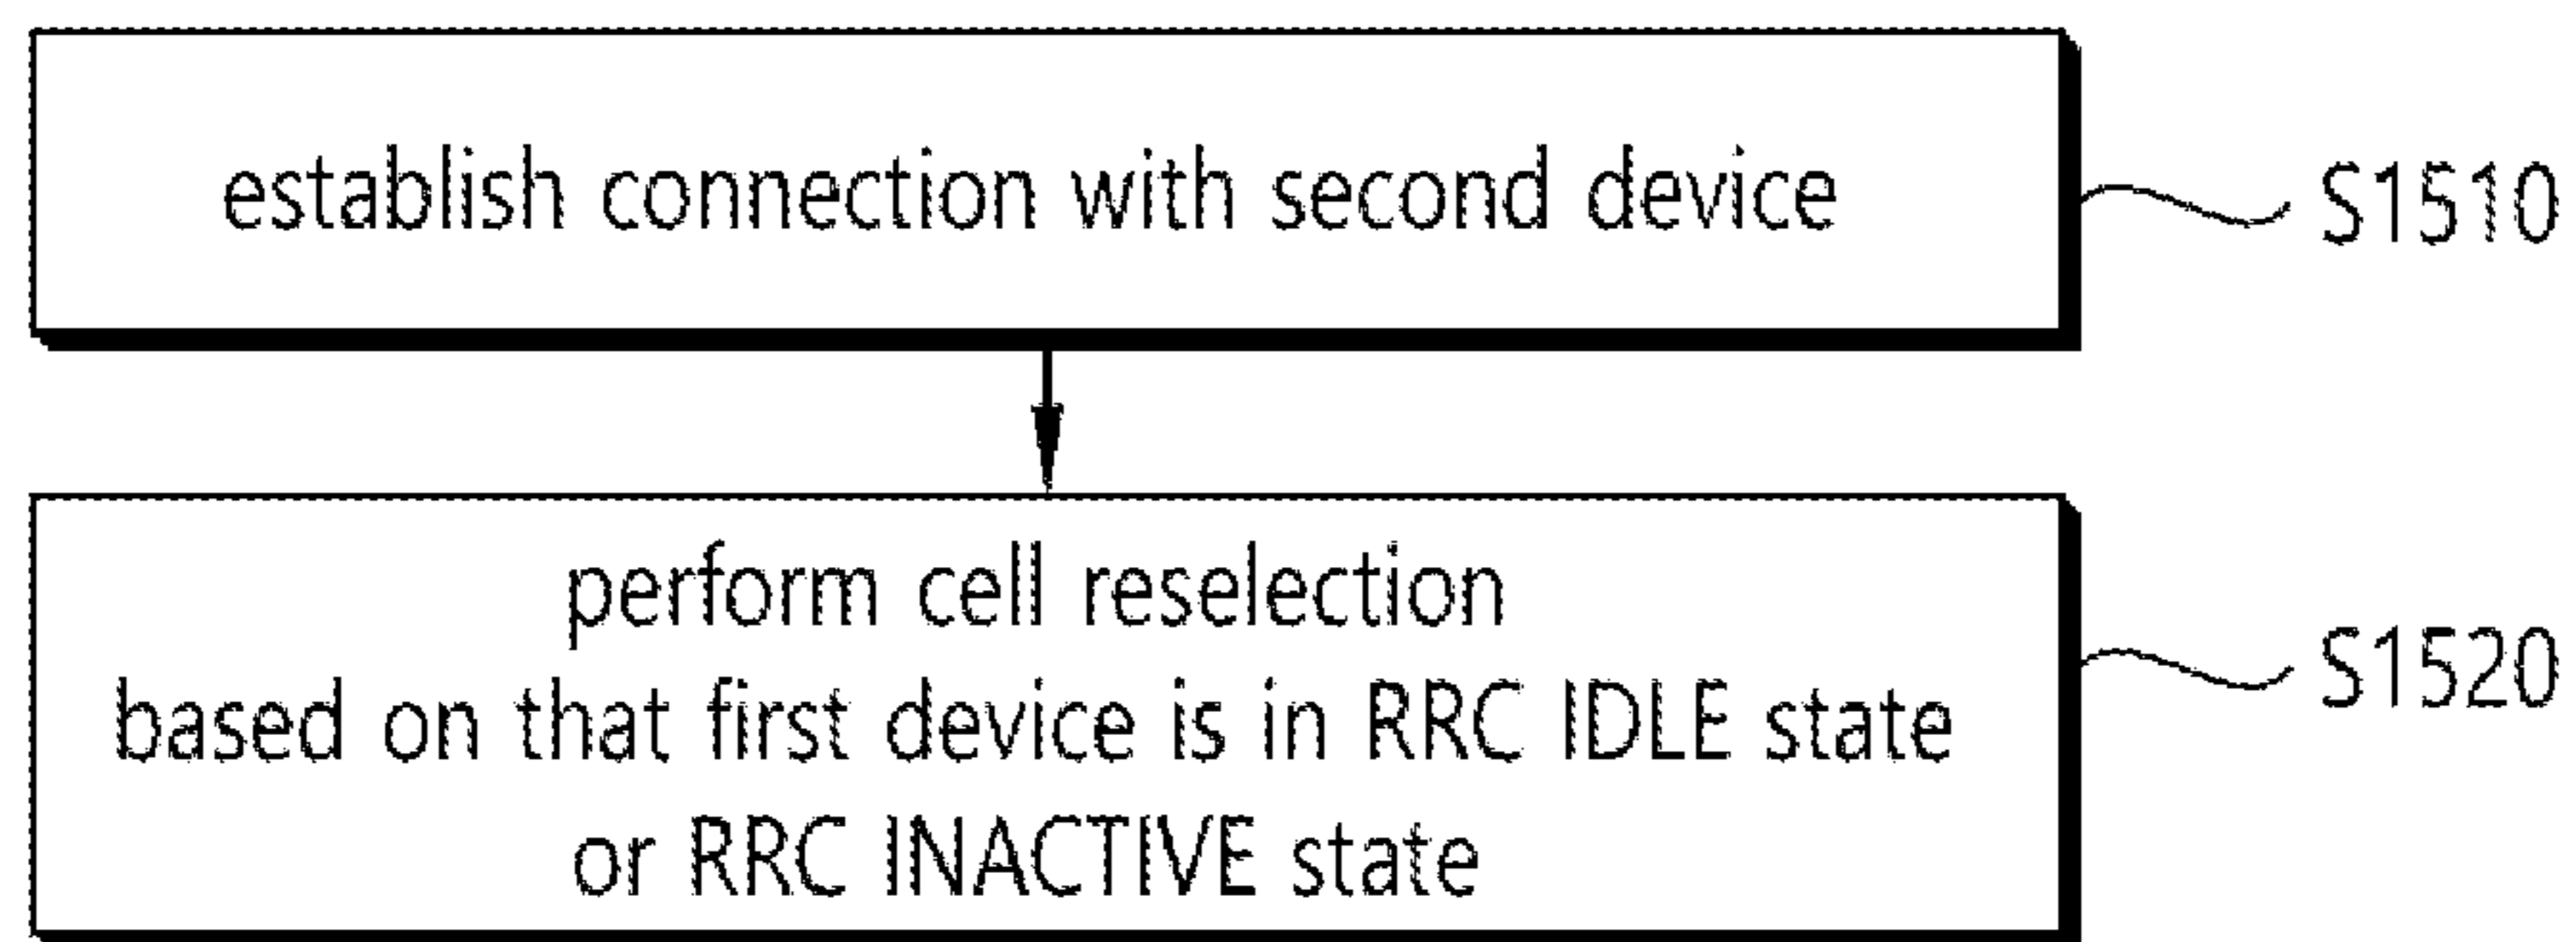 establish connection with second device
S1510
perform cell reselection
based on that first device is in RRC IDLE state
or RRC INACTIVE state
S1520